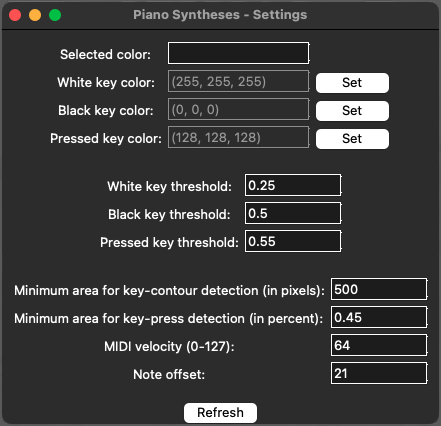 Piano Syntheses - Settings
Selected color:
White key color: (255, 255, 255) Set
Black key color: (0, 0, 0) Set
Pressed key color: (128, 128, 128) Set
White key threshold: 0.25
Black key threshold: 0.5
Pressed key threshold: 0.55
Minimum area for key-contour detection (in pixels): 500
Minimum area for key-press detection (in percent): 0.45
MIDI velocity (0-127): 64
Note offset: 21
Refresh